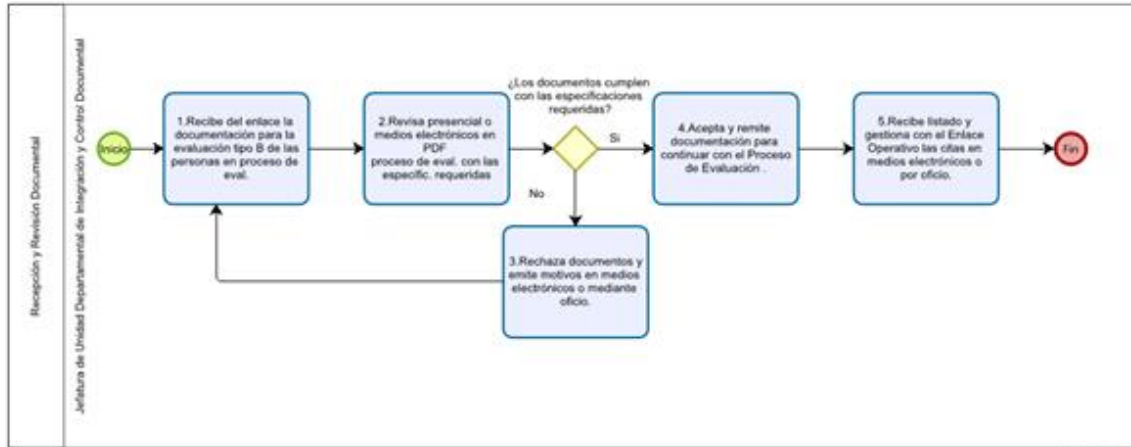 Recepción y Revisión Documental
Jefatura de Unidad Departamental de Integración y Control Documental
Inicio
1.Recibe del enlace la
documentación para la
evaluación tipo B de las
personas en proceso de
eval.
2.Revisa presencial o
medios electrónicos en
PDF
proceso de eval. con las
especific. requeridas
¿Los documentos cumplen
con las especificaciones
requeridas?
Si
No
3.Rechaza documentos y
emite motivos en medios
electrónicos o mediante
oficio.
4.Acepta y remite
documentación para
continuar con el Proceso
de Evaluación .
5.Recibe listado y
gestiona con el Enlace
Operativo las citas en
medios electrónicos o
por oficio.
Fin